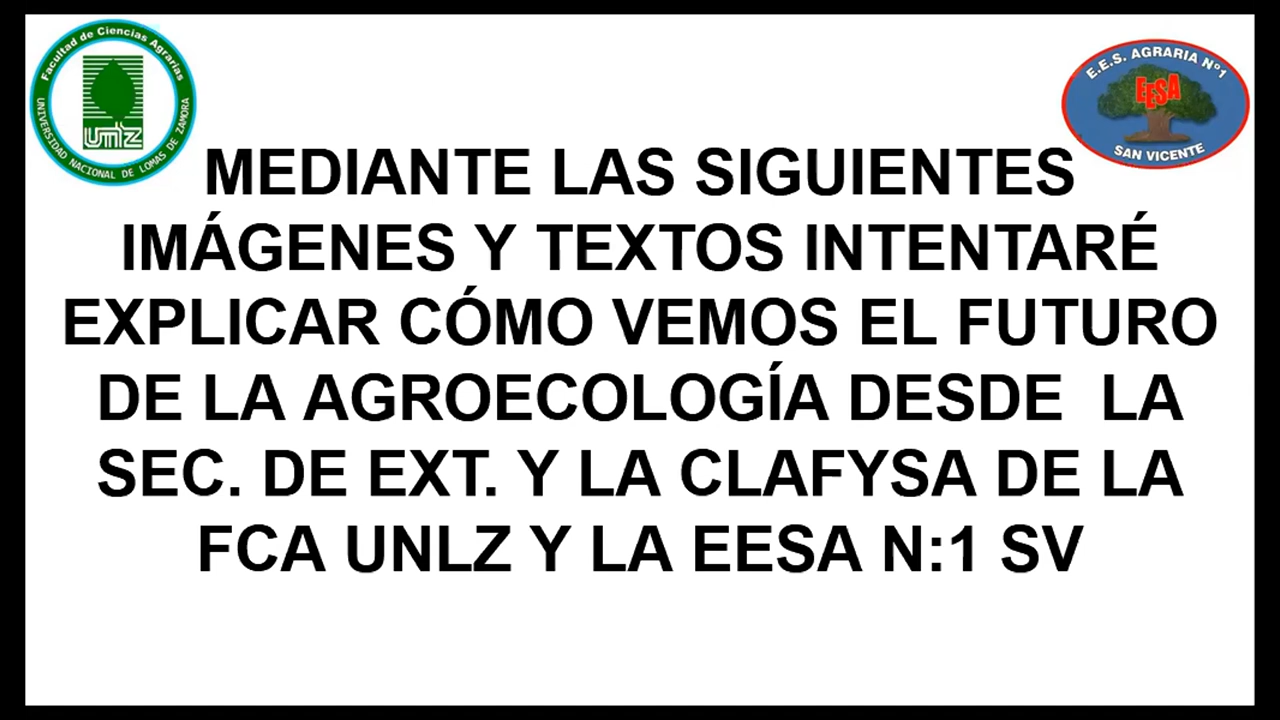 Facultad de Ciencias Agrarias
UNIVERSIDAD NACIONAL DE LOMAS DE ZAMORA
UNLZ
E.E.S. AGRARIA Nº1
EESA
SAN VICENTE
MEDIANTE LAS SIGUIENTES
IMÁGENES Y TEXTOS INTENTARÉ
EXPLICAR CÓMO VEMOS EL FUTURO
DE LA AGROECOLOGÍA DESDE LA
SEC. DE EXT. Y LA CLAFYSA DE LA
FCA UNLZ Y LA EESA N:1 SV